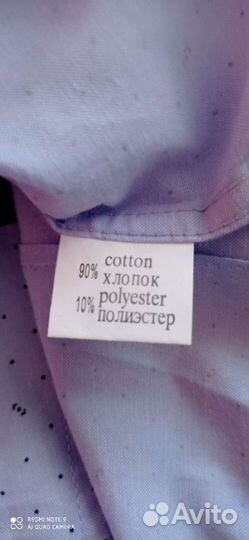 cotton
90% ХЛОПОК
10% polyester
ПОЛИЭСТЕР
REDMI NOTE 9
AI QUAD CAMERA
Avito